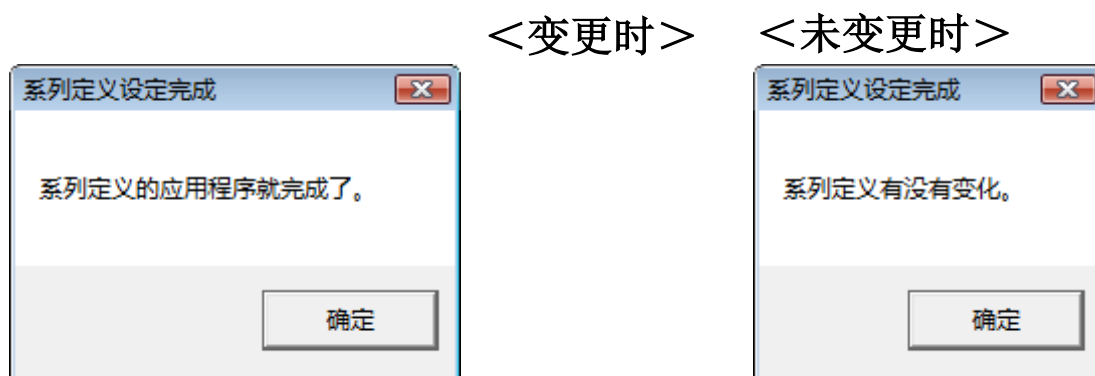 ＜变更时＞ ＜未变更时＞
系列定义设定完成
系列定义的应用程序就完成了。
确定
系列定义设定完成
系列定义有没有变化。
确定